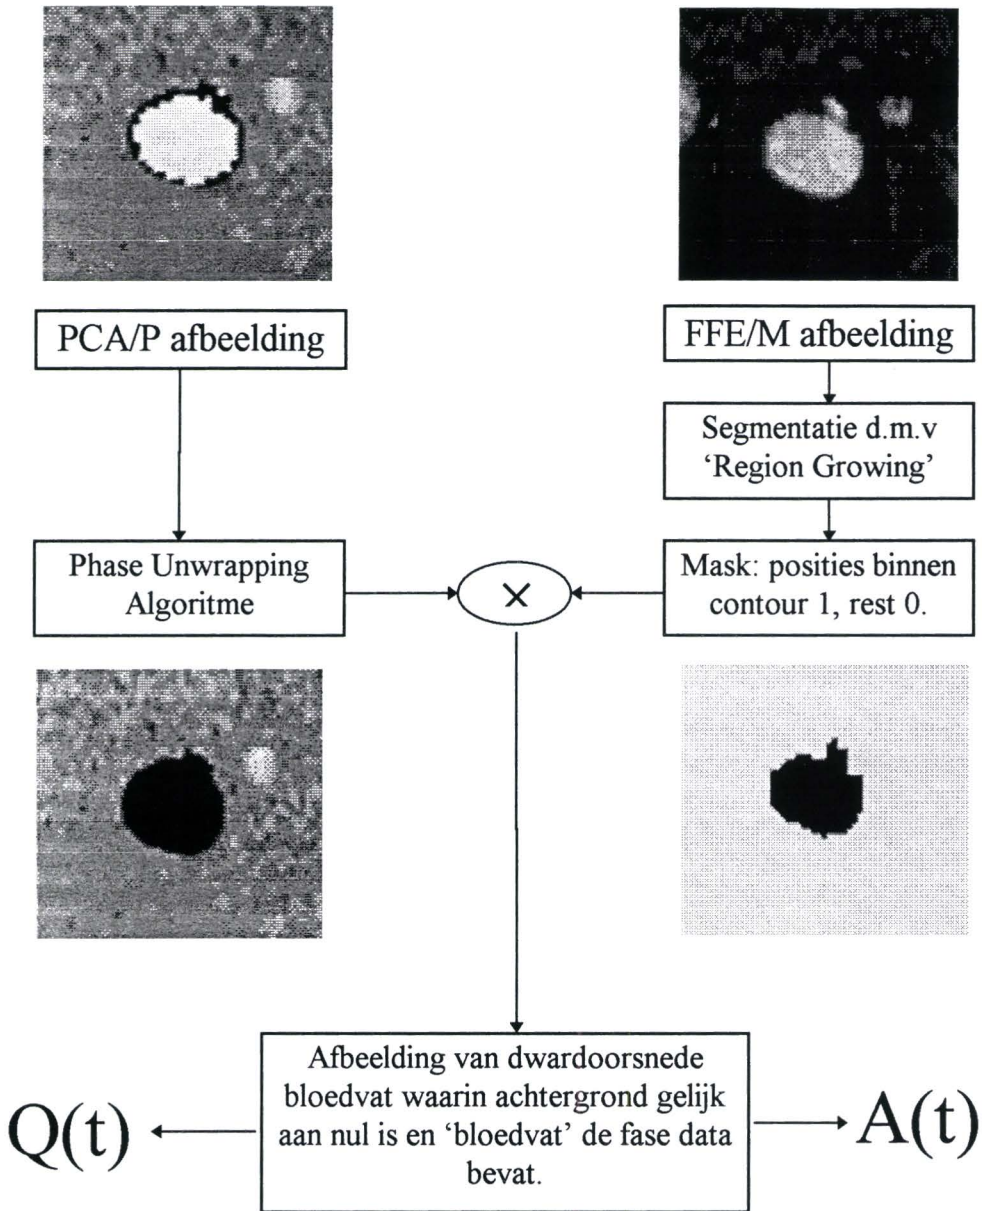 PCA/P afbeelding
FFE/M afbeelding
Segmentatie d.m.v
‘Region Growing’
Phase Unwrapping
Algoritme
×
Mask: posities binnen
contour 1, rest 0.
Q(t)
Afbeelding van dwardoorsnede
bloedvat waarin achtergrond gelijk
aan nul is en ‘bloedvat’ de fase data
bevat.
A(t)